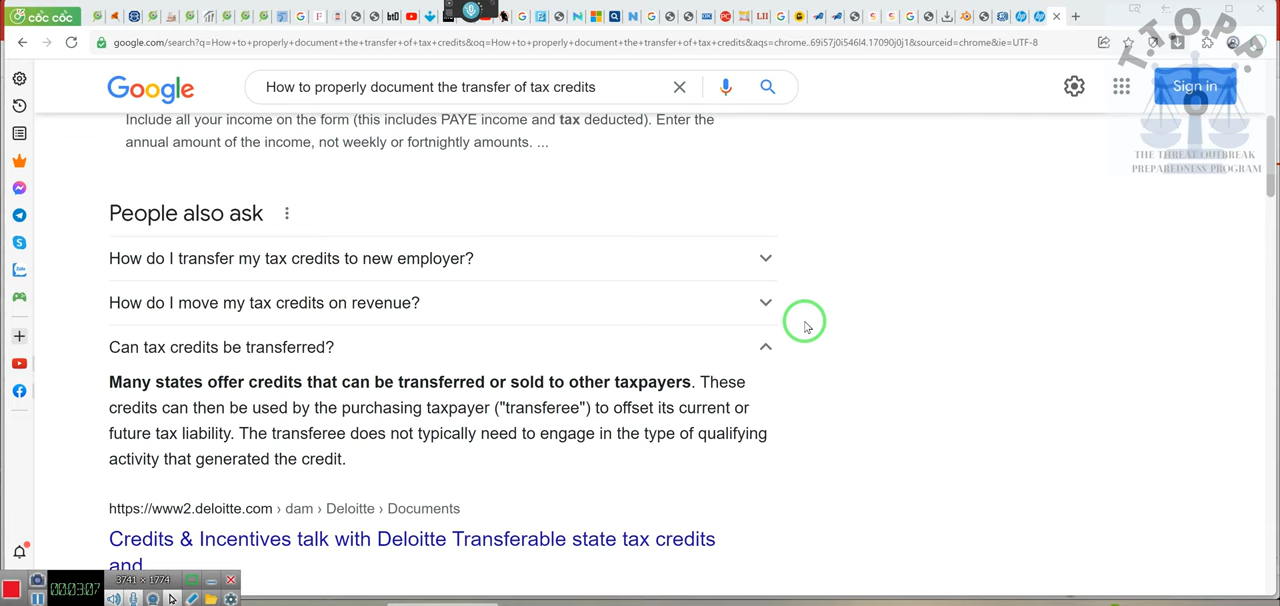 CỐC CỐC
google.com/search?q=How+to+properly+document+the+transfer+of+tax+credits&oq=How+to+properly+document+the+transfer+of+tax+credits&aqs=chrome..69i57j0i546l4.17090j0j1&sourceid=chrome&ie=UTF-8
T.T.O.P.P.
Google
How to properly document the transfer of tax credits
Sign in
Include all your income on the form (this includes PAYE income and tax deducted). Enter the
annual amount of the income, not weekly or fortnightly amounts. ...
THE THREAT OUTBREAK
PREPAREDNESS PROGRAM
People also ask
How do I transfer my tax credits to new employer?
How do I move my tax credits on revenue?
Can tax credits be transferred?
Many states offer credits that can be transferred or sold to other taxpayers. These
credits can then be used by the purchasing taxpayer ("transferee") to offset its current or
future tax liability. The transferee does not typically need to engage in the type of qualifying
activity that generated the credit.
https://www2.deloitte.com › dam › Deloitte › Documents
Credits & Incentives talk with Deloitte Transferable state tax credits
and
3741 × 1774
00:03:07